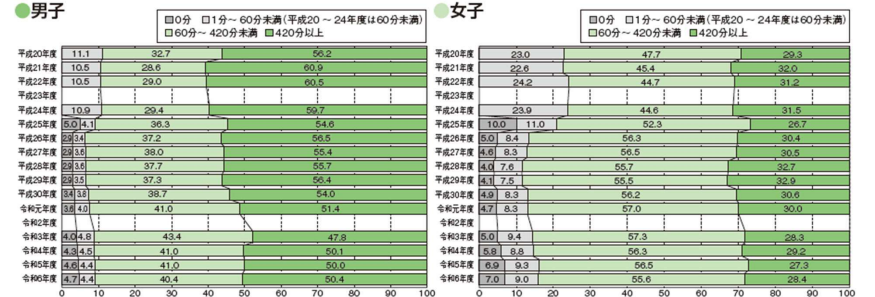 ●男子
□0分 □1分～60分未満(平成20～24年度は60分未満)
□60分～420分未満 ■420分以上
平成20年度 11.1 32.7 56.2
平成21年度 10.5 28.6 60.9
平成22年度 10.5 29.0 60.5
平成23年度
平成24年度 10.9 29.4 59.7
平成25年度 5.0 4.1 36.3 54.6
平成26年度 2.9 3.4 37.2 56.5
平成27年度 2.9 3.6 38.0 55.4
平成28年度 2.9 3.6 37.7 55.7
平成29年度 2.9 3.5 37.3 56.4
平成30年度 3.4 3.8 38.7 54.0
令和元年度 3.6 4.0 41.0 51.4
令和2年度
令和3年度 4.0 4.8 43.4 47.8
令和4年度 4.3 4.5 41.0 50.1
令和5年度 4.6 4.4 41.0 50.0
令和6年度 4.7 4.4 40.4 50.4
0 10 20 30 40 50 60 70 80 90 100
●女子
□0分 □1分～60分未満(平成20～24年度は60分未満)
□60分～420分未満 ■420分以上
平成20年度 23.0 47.7 29.3
平成21年度 22.6 45.4 32.0
平成22年度 24.2 44.7 31.2
平成23年度
平成24年度 23.9 44.6 31.5
平成25年度 10.0 11.0 52.3 26.7
平成26年度 5.0 8.4 56.3 30.4
平成27年度 4.6 8.3 56.5 30.5
平成28年度 4.0 7.6 55.7 32.7
平成29年度 4.1 7.5 55.5 32.9
平成30年度 4.9 8.3 56.2 30.6
令和元年度 4.7 8.3 57.0 30.0
令和2年度
令和3年度 5.0 9.4 57.3 28.3
令和4年度 5.8 8.8 56.3 29.2
令和5年度 6.9 9.3 56.5 27.3
令和6年度 7.0 9.0 55.6 28.4
0 10 20 30 40 50 60 70 80 90 100